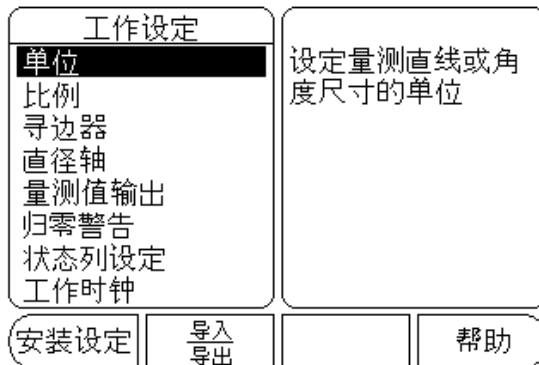 工作设定
单位
比例
寻边器
直径轴
量测值输出
归零警告
状态列设定
工作时钟
设定量测直线或角
度尺寸的单位
安装设定
导入
导出
帮助